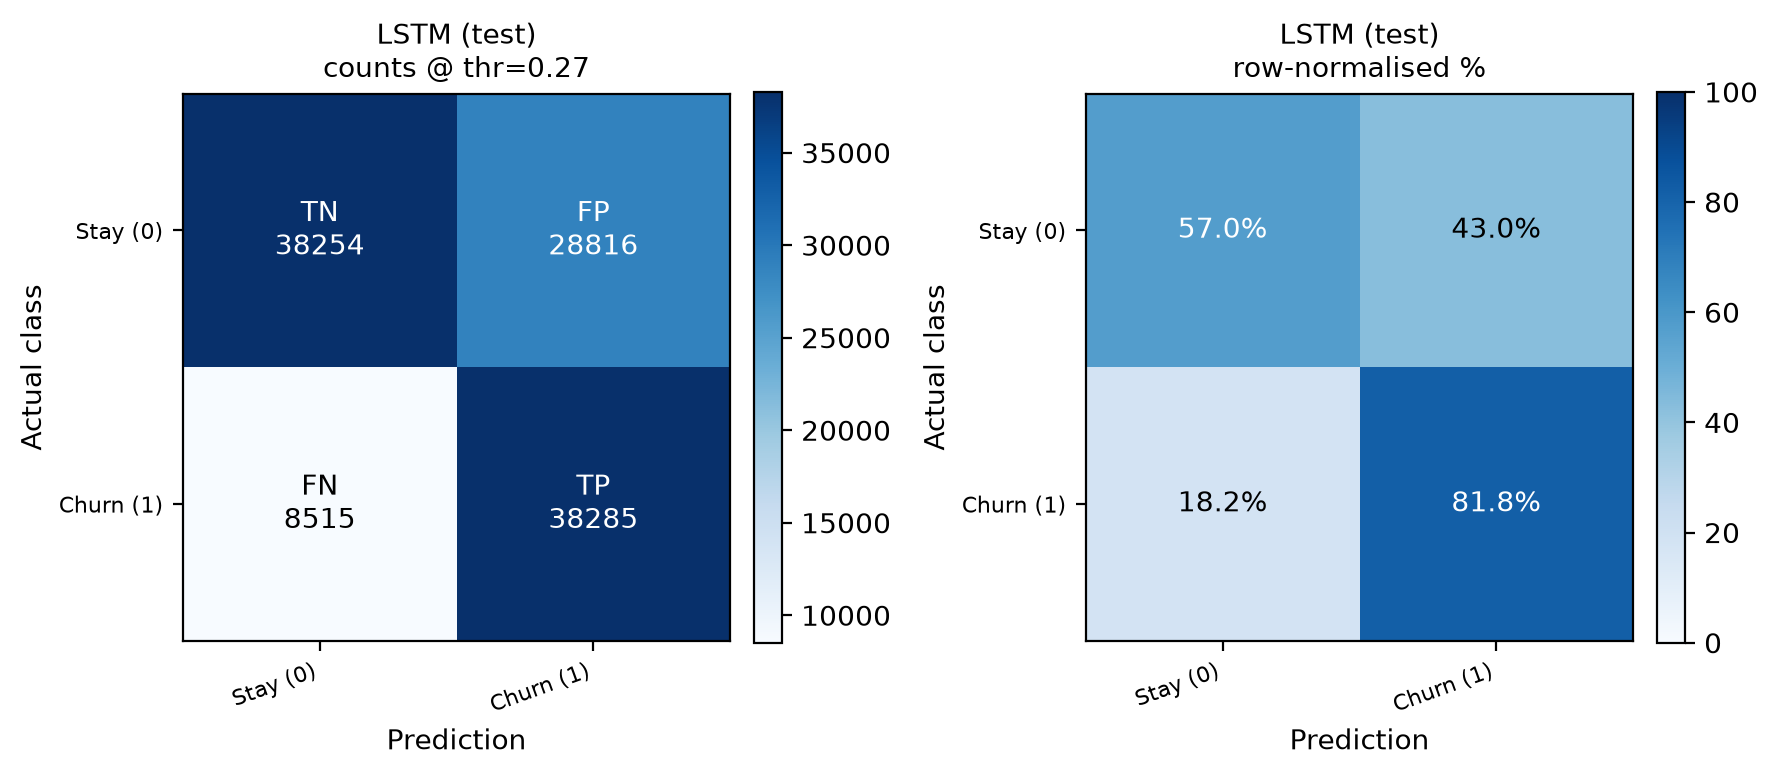 LSTM (test)
counts @ thr=0.27
Actual class
Stay (0)
Churn (1)
TN
38254
FP
28816
FN
8515
TP
38285
Stay (0)
Churn (1)
Prediction
35000
30000
25000
20000
15000
10000
LSTM (test)
row-normalised %
Actual class
Stay (0)
Churn (1)
57.0%
43.0%
18.2%
81.8%
Stay (0)
Churn (1)
Prediction
100
80
60
40
20
0